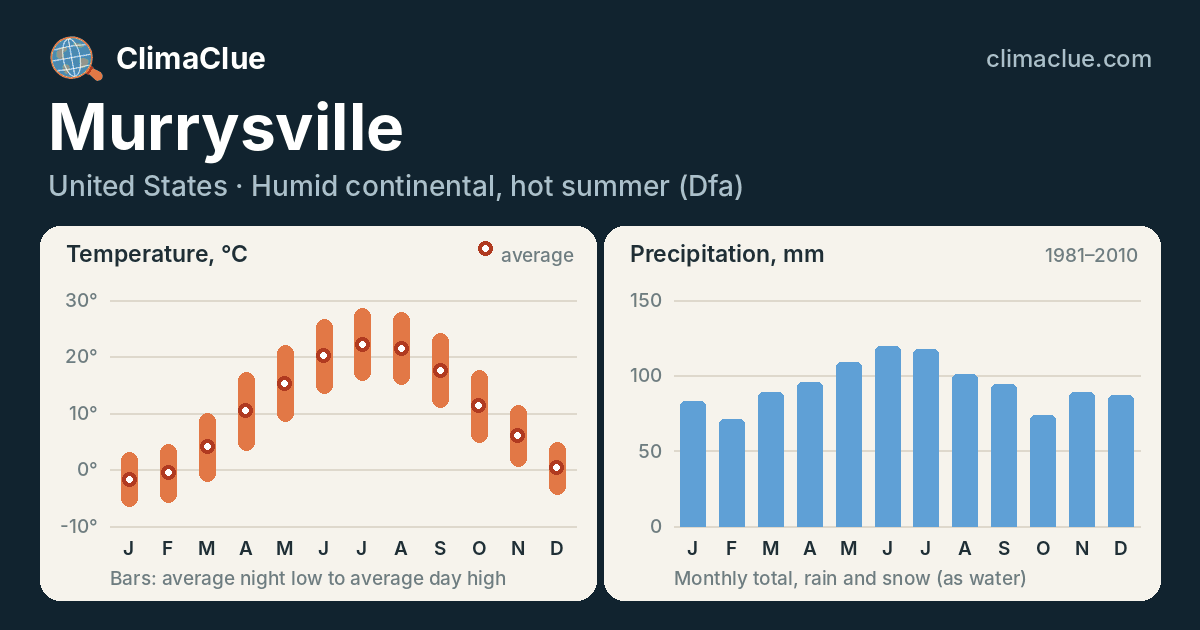 ClimaClue
climaclue.com
Murrysville
United States · Humid continental, hot summer (Dfa)
Temperature, °C
average
30°
20°
10°
0°
-10°
J F M A M J J A S O N D
Bars: average night low to average day high
Precipitation, mm
1981–2010
150
100
50
0
J F M A M J J A S O N D
Monthly total, rain and snow (as water)